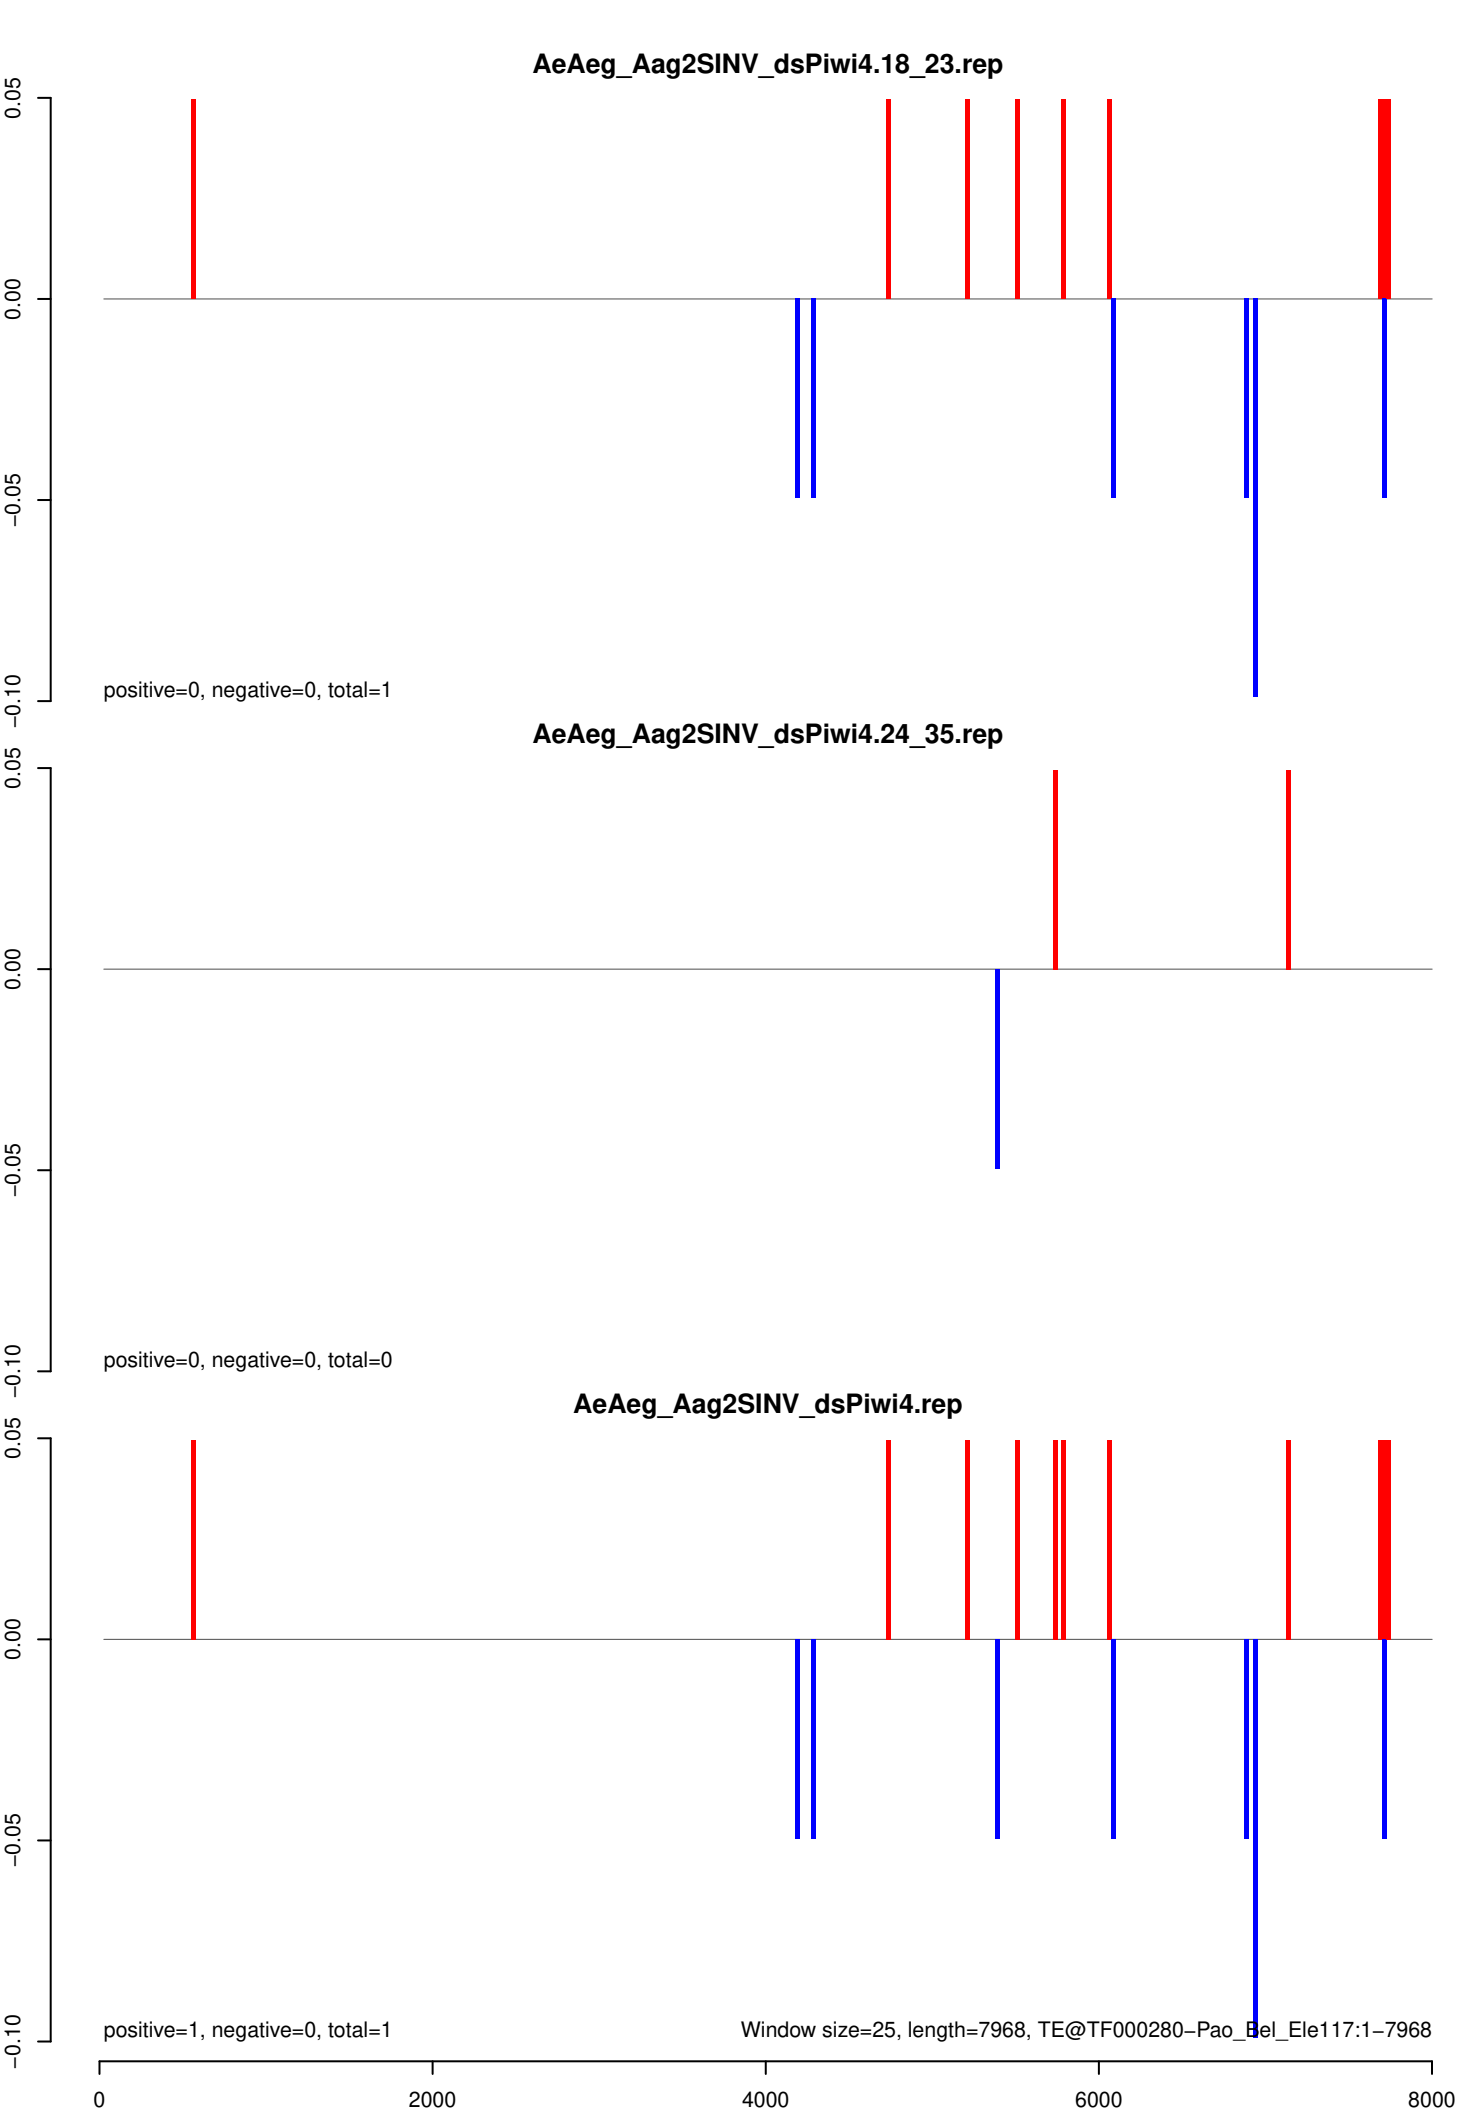 AeAeg_Aag2SINV_dsPiwi4.18_23.rep
0.05
0.00
−0.05
−0.10
positive=0, negative=0, total=1
AeAeg_Aag2SINV_dsPiwi4.24_35.rep
0.05
0.00
−0.05
−0.10
positive=0, negative=0, total=0
AeAeg_Aag2SINV_dsPiwi4.rep
0.05
0.00
−0.05
−0.10
positive=1, negative=0, total=1
Window size=25, length=7968, TE@TF000280−Pao_Bel_Ele117:1−7968
0 2000 4000 6000 8000